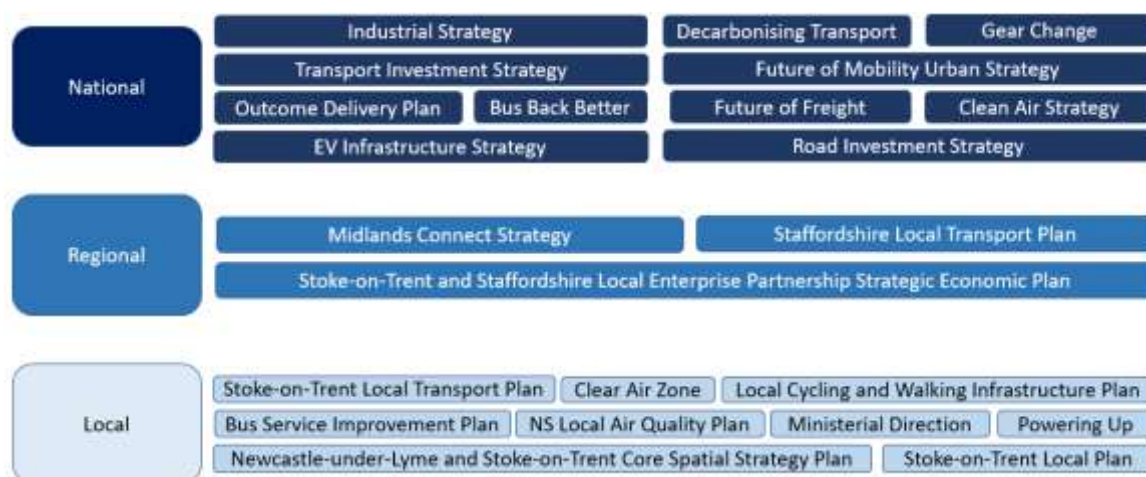 National
Industrial Strategy
Decarbonising Transport
Gear Change
Transport Investment Strategy
Future of Mobility Urban Strategy
Outcome Delivery Plan
Bus Back Better
Future of Freight
Clean Air Strategy
EV Infrastructure Strategy
Road Investment Strategy
Regional
Midlands Connect Strategy
Staffordshire Local Transport Plan
Stoke-on-Trent and Staffordshire Local Enterprise Partnership Strategic Economic Plan
Local
Stoke-on-Trent Local Transport Plan
Clear Air Zone
Local Cycling and Walking Infrastructure Plan
Bus Service Improvement Plan
NS Local Air Quality Plan
Ministerial Direction
Powering Up
Newcastle-under-Lyme and Stoke-on-Trent Core Spatial Strategy Plan
Stoke-on-Trent Local Plan